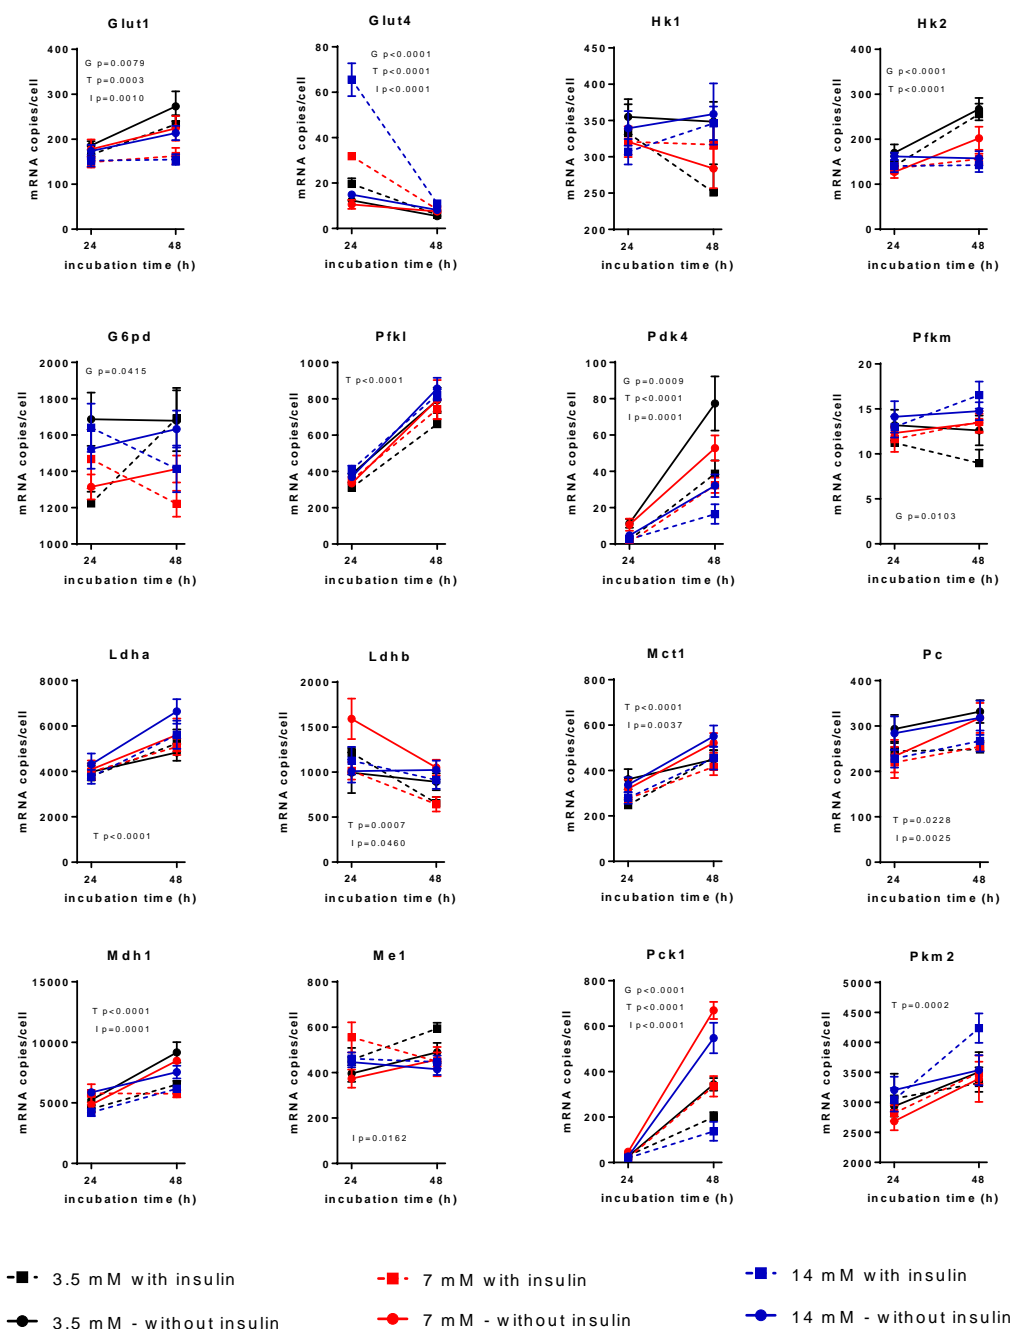 Glut1
mRNA copies/cell
400
300
200
100
0
G p=0.0079
T p=0.0003
I p=0.0010
24
48
incubation time (h)
Glut4
mRNA copies/cell
80
60
40
20
0
G p<0.0001
T p<0.0001
I p<0.0001
24
48
incubation time (h)
Hk1
mRNA copies/cell
450
400
350
300
250
200
24
48
incubation time (h)
Hk2
mRNA copies/cell
400
300
200
100
0
G p<0.0001
T p<0.0001
24
48
incubation time (h)
G6pd
mRNA copies/cell
2000
1800
1600
1400
1200
1000
G p=0.0415
24
48
incubation time (h)
Pfkl
mRNA copies/cell
1000
800
600
400
200
0
T p<0.0001
24
48
incubation time (h)
Pdk4
mRNA copies/cell
100
80
60
40
20
0
G p=0.0009
T p<0.0001
I p=0.0001
24
48
incubation time (h)
Pfkm
mRNA copies/cell
20
15
10
5
0
G p=0.0103
24
48
incubation time (h)
Ldha
mRNA copies/cell
8000
6000
4000
2000
0
T p<0.0001
24
48
incubation time (h)
Ldhb
mRNA copies/cell
2000
1500
1000
500
0
T p=0.0007
I p=0.0460
24
48
incubation time (h)
Mct1
mRNA copies/cell
800
600
400
200
0
T p<0.0001
I p=0.0037
24
48
incubation time (h)
Pc
mRNA copies/cell
400
300
200
100
0
T p=0.0228
I p=0.0025
24
48
incubation time (h)
Mdh1
mRNA copies/cell
15000
10000
5000
0
T p<0.0001
I p=0.0001
24
48
incubation time (h)
Me1
mRNA copies/cell
800
600
400
200
0
I p=0.0162
24
48
incubation time (h)
Pck1
mRNA copies/cell
800
600
400
200
0
G p<0.0001
T p<0.0001
I p<0.0001
24
48
incubation time (h)
Pkm2
mRNA copies/cell
5000
4500
4000
3500
3000
2500
2000
T p=0.0002
24
48
incubation time (h)
3.5 mM with insulin
7 mM with insulin
14 mM with insulin
3.5 mM - without insulin
7 mM - without insulin
14 mM - without insulin